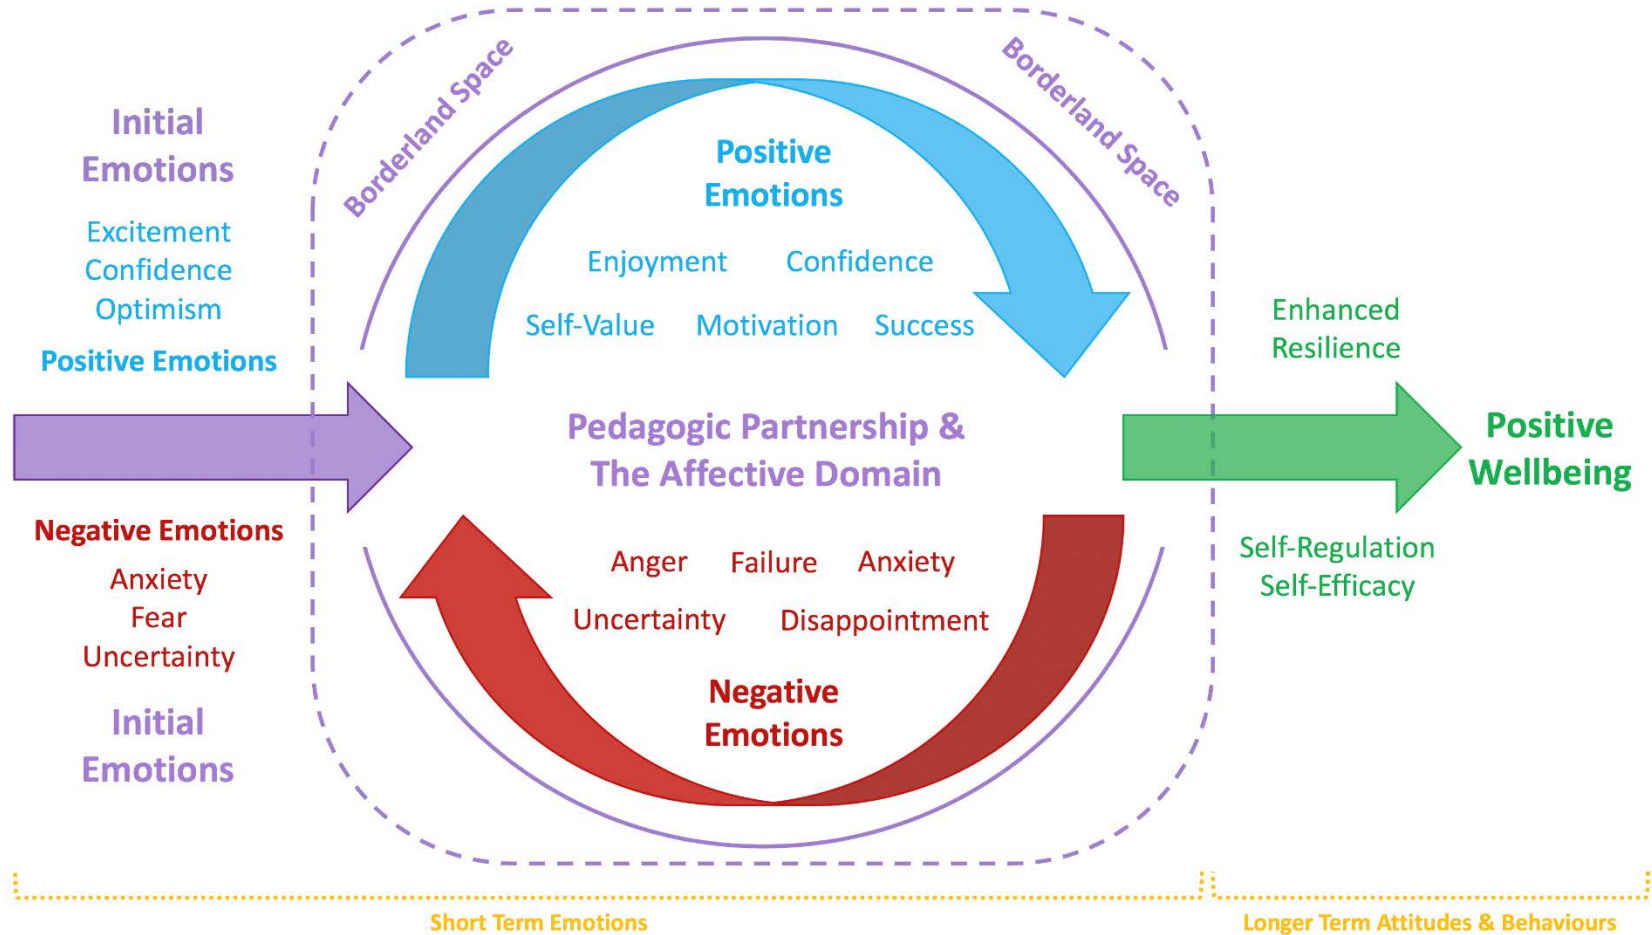 Initial
Emotions
Excitement
Confidence
Optimism
Positive Emotions
Negative Emotions
Anxiety
Fear
Uncertainty
Initial
Emotions
Borderland Space
Borderland Space
Positive
Emotions
Enjoyment Confidence
Self-Value Motivation Success
Pedagogic Partnership &
The Affective Domain
Anger Failure Anxiety
Uncertainty Disappointment
Negative
Emotions
Enhanced
Resilience
Positive
Wellbeing
Self-Regulation
Self-Efficacy
Short Term Emotions
Longer Term Attitudes & Behaviours